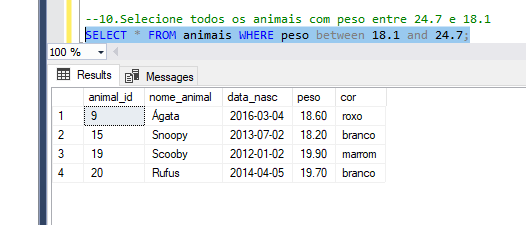 --10.Selecione todos os animais com peso entre 24.7 e 18.1
SELECT * FROM animais WHERE peso between 18.1 and 24.7;
100 %
Results Messages
animal_id nome_animal data_nasc peso cor
1 9 Ágata 2016-03-04 18.60 roxo
2 15 Snoopy 2013-07-02 18.20 branco
3 19 Scooby 2012-01-02 19.90 marrom
4 20 Rufus 2014-04-05 19.70 branco